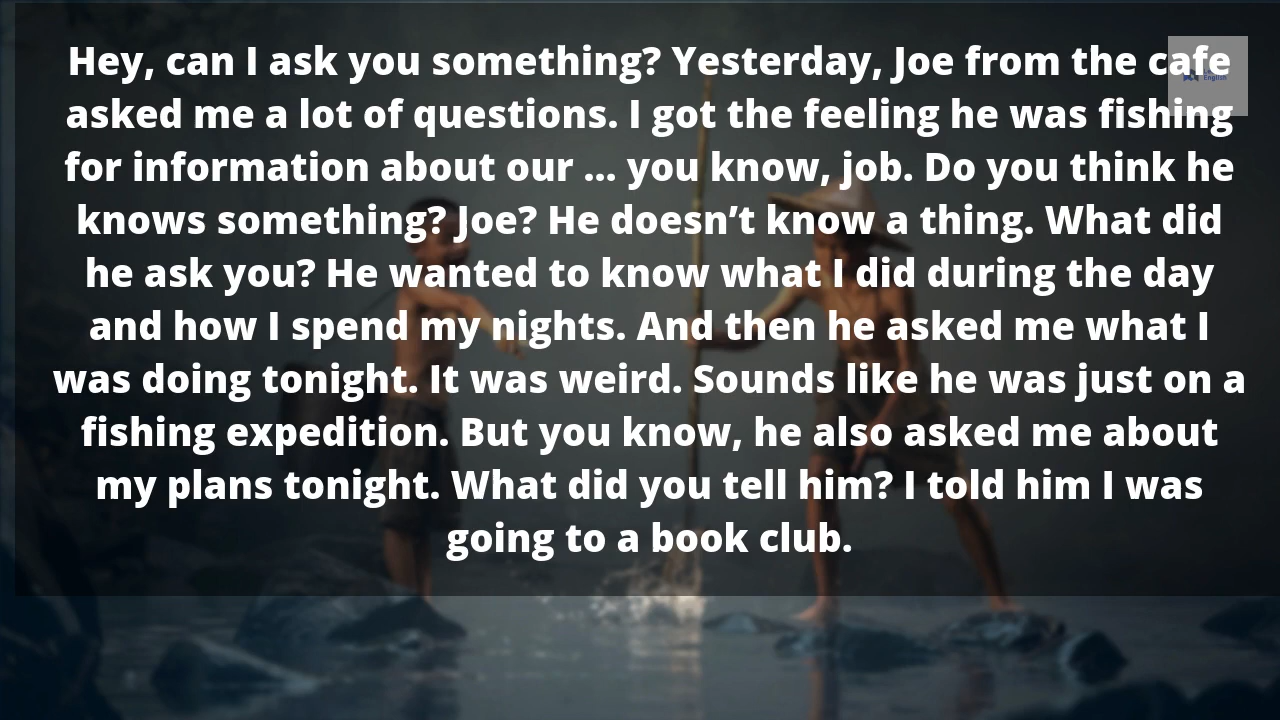 Hey, can I ask you something? Yesterday, Joe from the cafe
asked me a lot of questions. I got the feeling he was fishing
for information about our ... you know, job. Do you think he
knows something? Joe? He doesn’t know a thing. What did
he ask you? He wanted to know what I did during the day
and how I spend my nights. And then he asked me what I
was doing tonight. It was weird. Sounds like he was just on a
fishing expedition. But you know, he also asked me about
my plans tonight. What did you tell him? I told him I was
going to a book club.
English